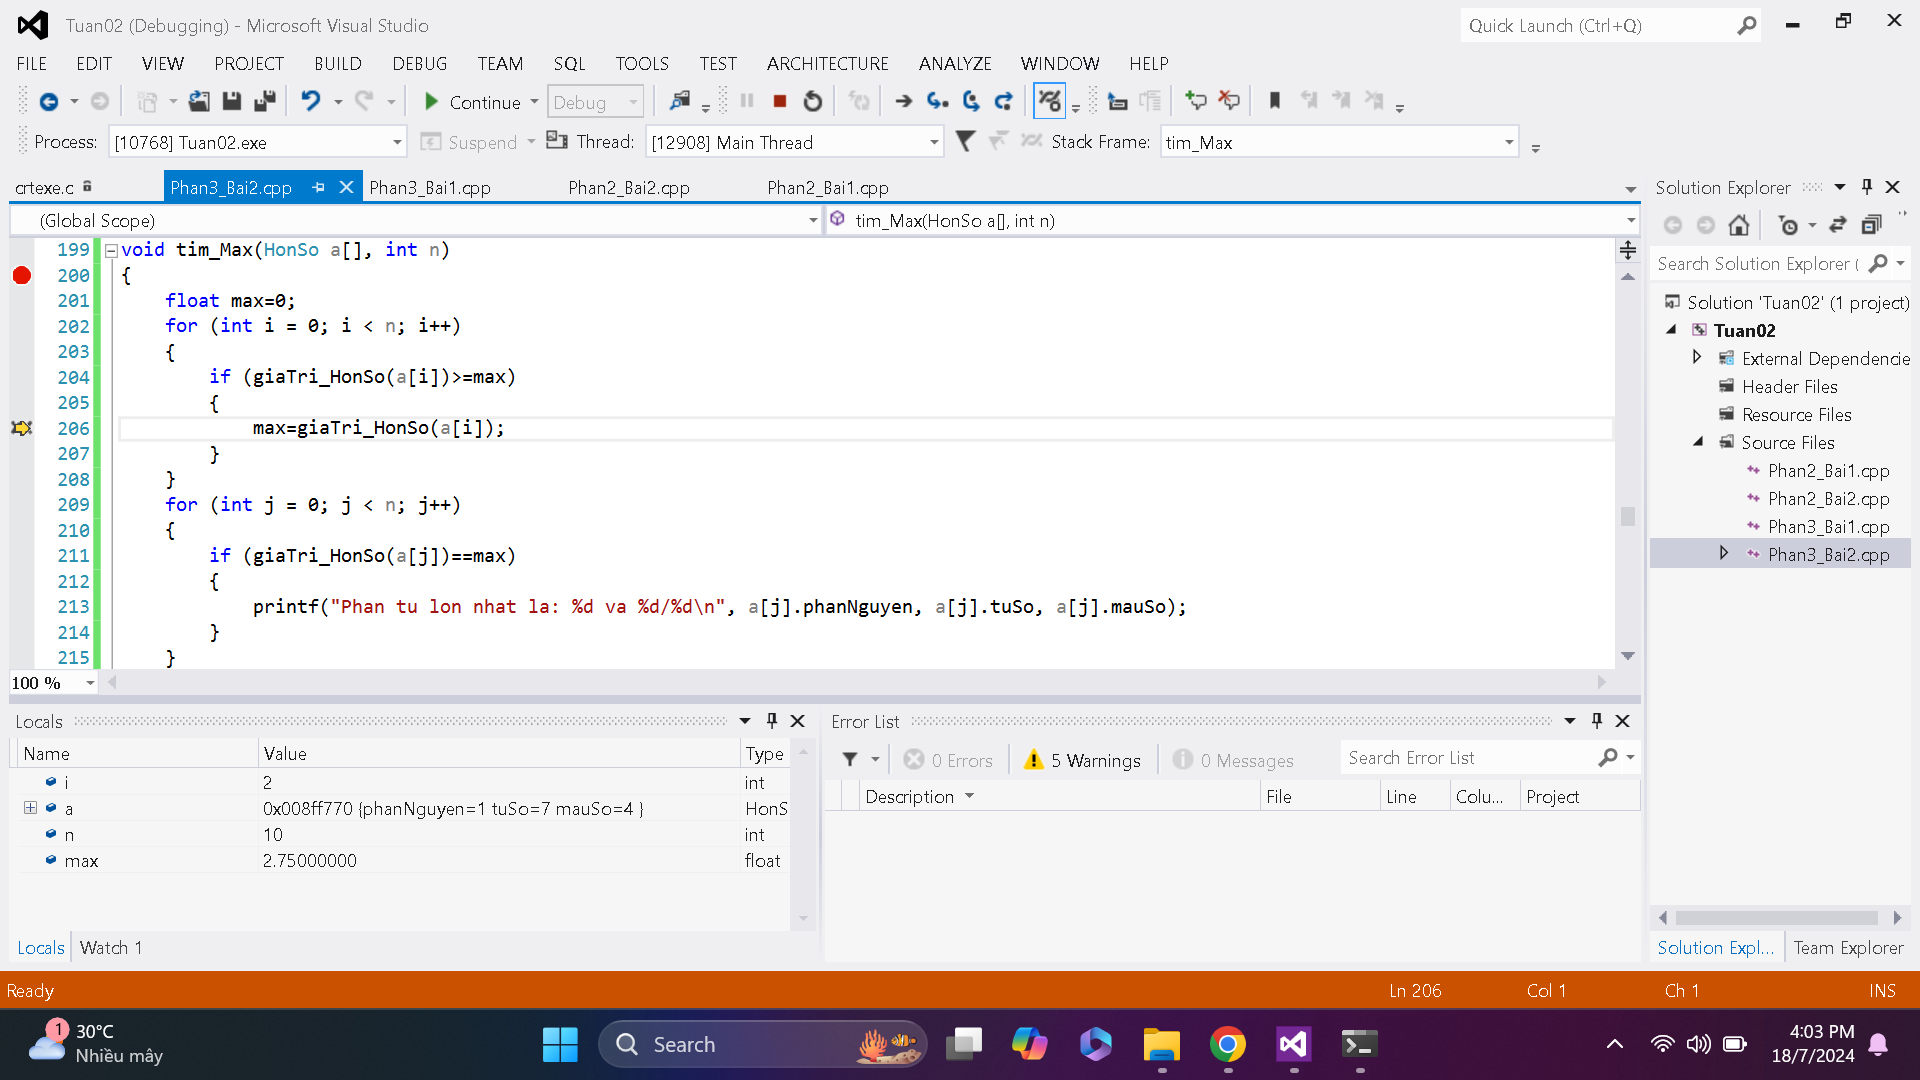 Tuan02 (Debugging) - Microsoft Visual Studio
Quick Launch (Ctrl+Q)
FILE EDIT VIEW PROJECT BUILD DEBUG TEAM SQL TOOLS TEST ARCHITECTURE ANALYZE WINDOW HELP
Continue Debug
Process: [10768] Tuan02.exe Suspend Thread: [12908] Main Thread Stack Frame: tim_Max
crtexe.c Phan3_Bai2.cpp Phan3_Bai1.cpp Phan2_Bai2.cpp Phan2_Bai1.cpp
(Global Scope) tim_Max(HonSo a[], int n)
199 void tim_Max(HonSo a[], int n)
200 {
201 float max=0;
202 for (int i = 0; i < n; i++)
203 {
204 if (giaTri_HonSo(a[i])>=max)
205 {
206 max=giaTri_HonSo(a[i]);
207 }
208 }
209 for (int j = 0; j < n; j++)
210 {
211 if (giaTri_HonSo(a[j])==max)
212 {
213 printf("Phan tu lon nhat la: %d va %d/%d\n", a[j].phanNguyen, a[j].tuSo, a[j].mauSo);
214 }
215 }
100 %
Solution Explorer
Search Solution Explorer (
Solution 'Tuan02' (1 project)
Tuan02
External Dependencie
Header Files
Resource Files
Source Files
Phan2_Bai1.cpp
Phan2_Bai2.cpp
Phan3_Bai1.cpp
Phan3_Bai2.cpp
Solution Expl... Team Explorer
Locals
Name Value Type
i 2 int
a 0x008ff770 {phanNguyen=1 tuSo=7 mauSo=4 } HonS
n 10 int
max 2.75000000 float
Locals Watch 1
Error List
0 Errors 5 Warnings 0 Messages Search Error List
Description File Line Colu... Project
Ready Ln 206 Col 1 Ch 1 INS
1
30°C
Nhiều mây
Search
4:03 PM
18/7/2024